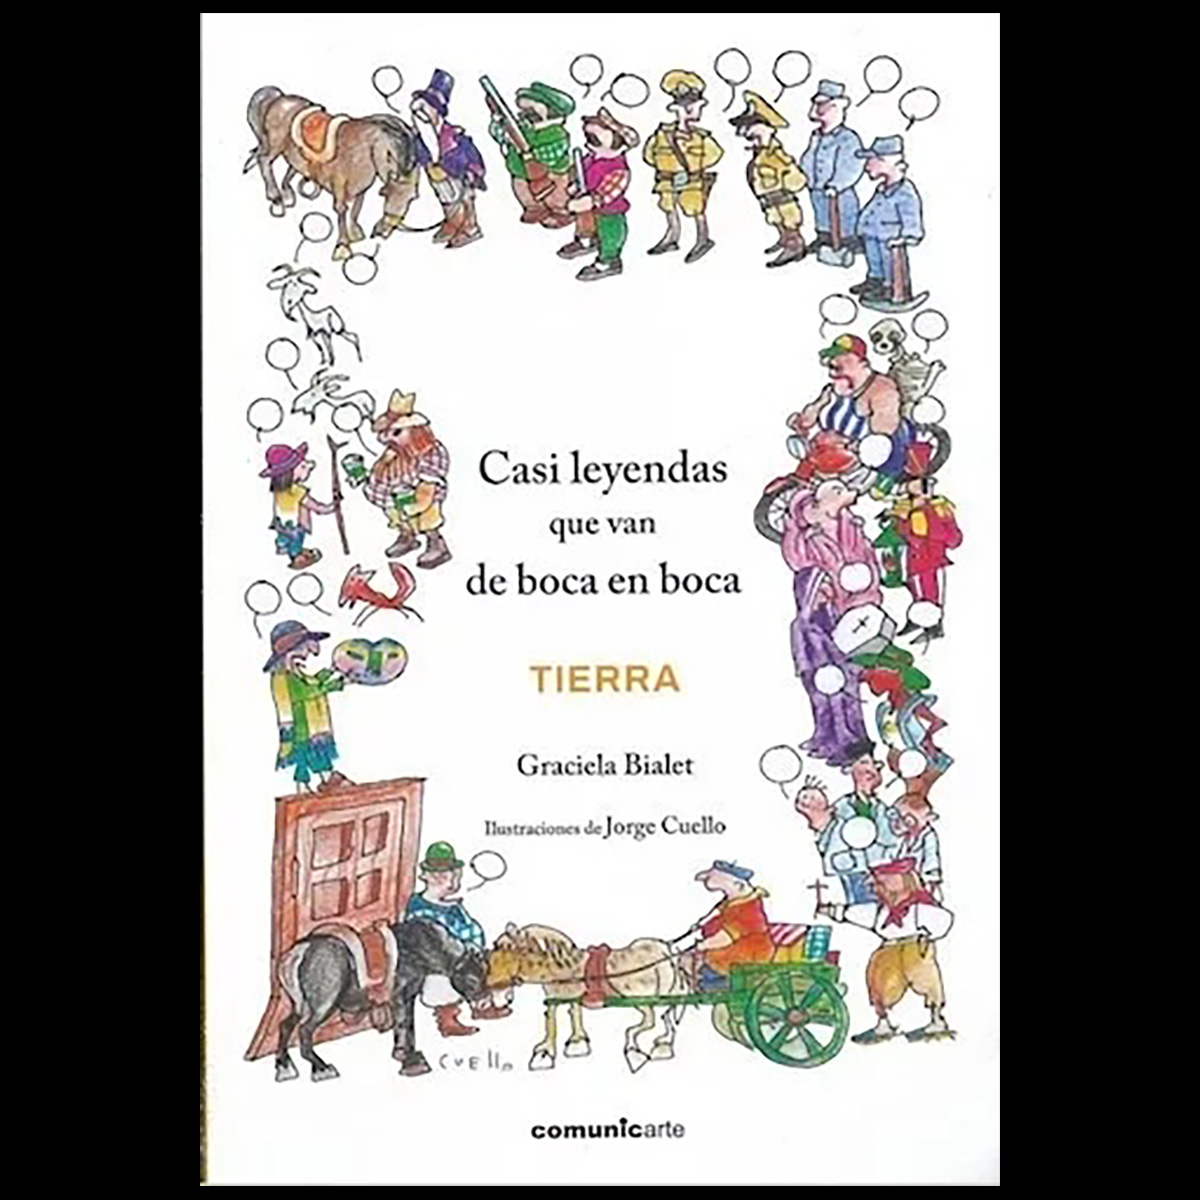 Casi leyendas
que van
de boca en boca
TIERRA
Graciela Bialet
Ilustraciones de Jorge Cuello
CUEllo
comunicarte